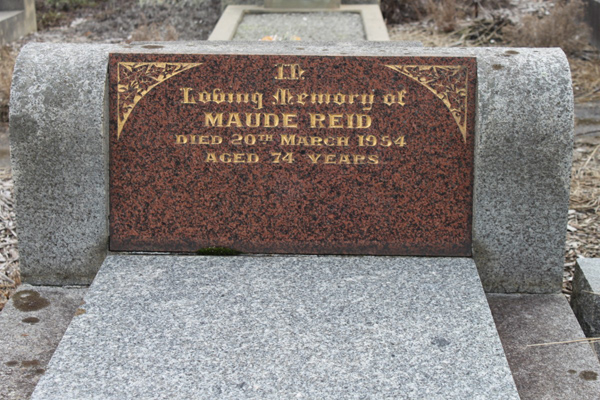 In
Loving Memory of
MAUDE REID
DIED 20TH MARCH 1954
AGED 74 YEARS